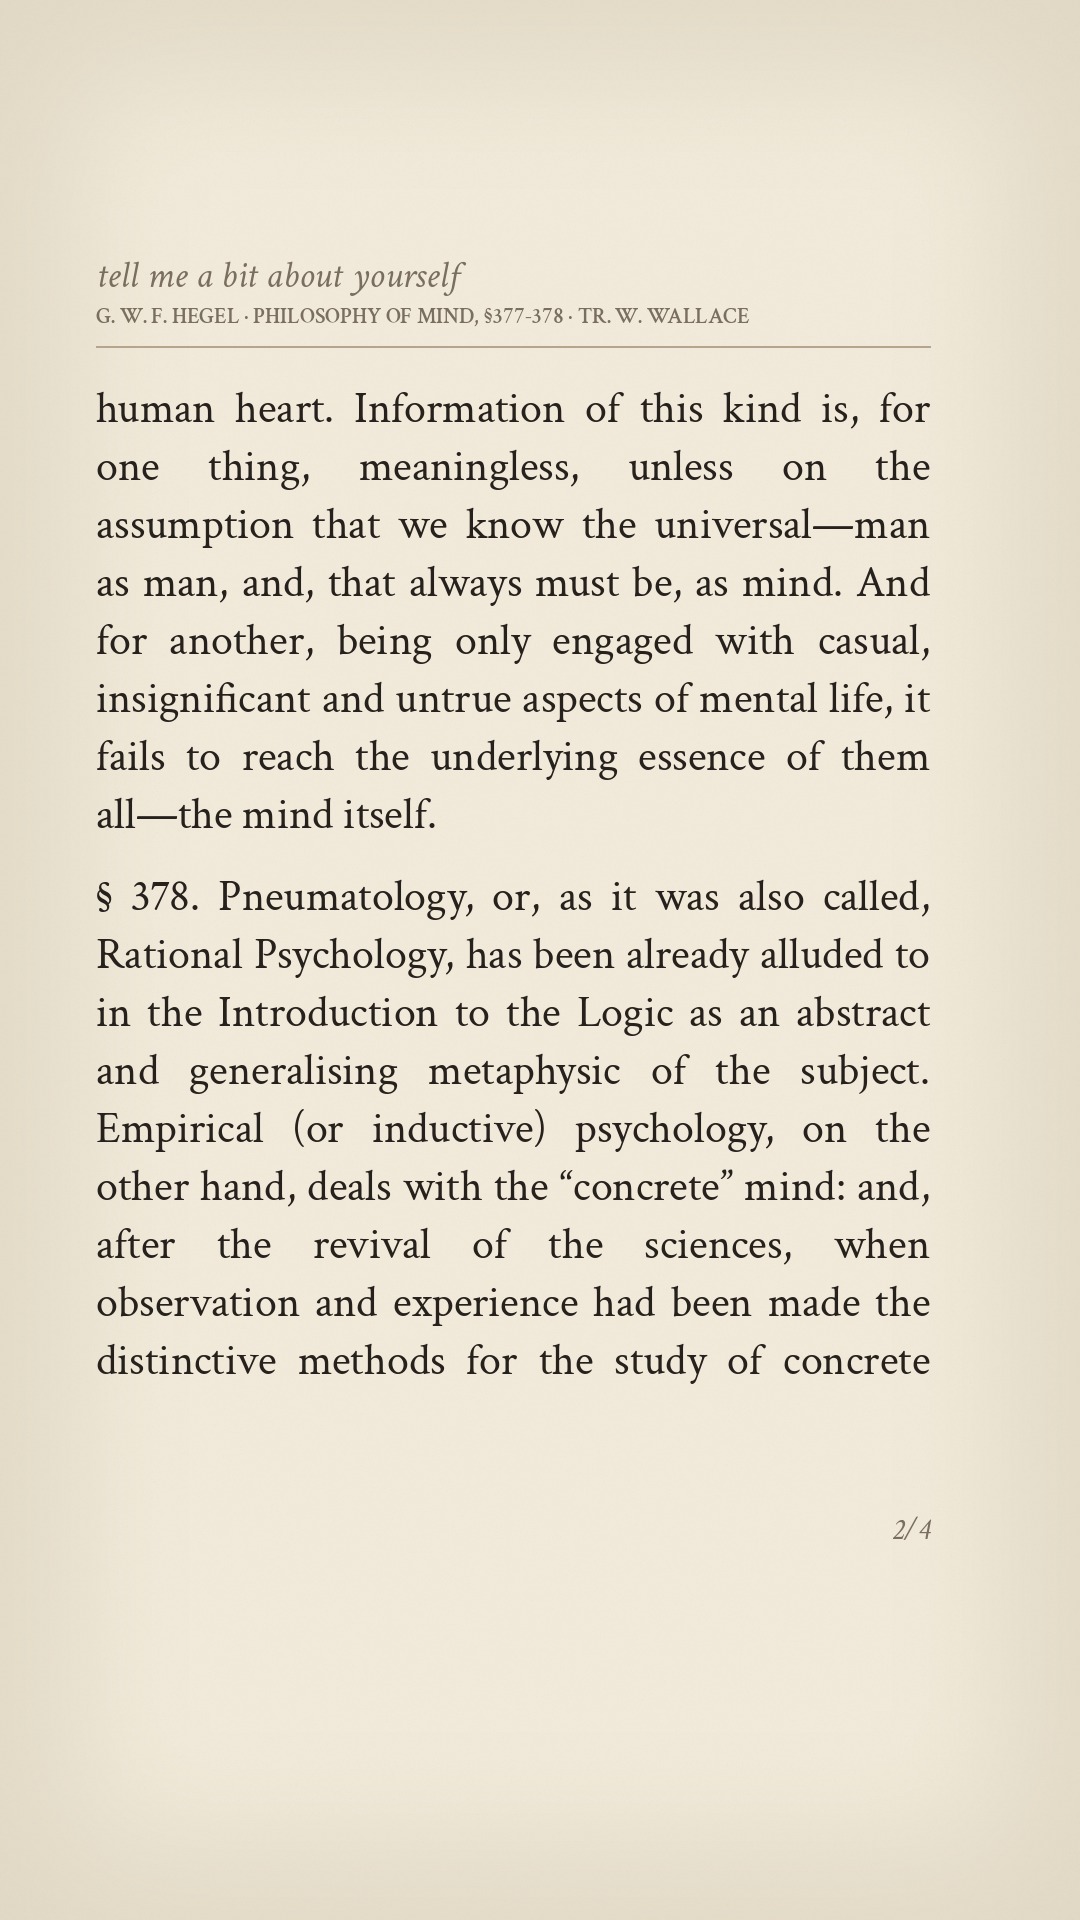 tell me a bit about yourself
G. W. F. HEGEL · PHILOSOPHY OF MIND, §377-378 · TR. W. WALLACE
human heart. Information of this kind is, for
one thing, meaningless, unless on the
assumption that we know the universal—man
as man, and, that always must be, as mind. And
for another, being only engaged with casual,
insignificant and untrue aspects of mental life, it
fails to reach the underlying essence of them
all—the mind itself.
§ 378. Pneumatology, or, as it was also called,
Rational Psychology, has been already alluded to
in the Introduction to the Logic as an abstract
and generalising metaphysic of the subject.
Empirical (or inductive) psychology, on the
other hand, deals with the “concrete” mind: and,
after the revival of the sciences, when
observation and experience had been made the
distinctive methods for the study of concrete
2/4